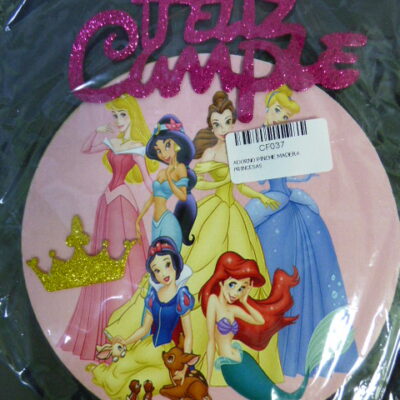 Feliz
Cumple
CF037
ADORNO PINCHE MADERA
PRINCESAS